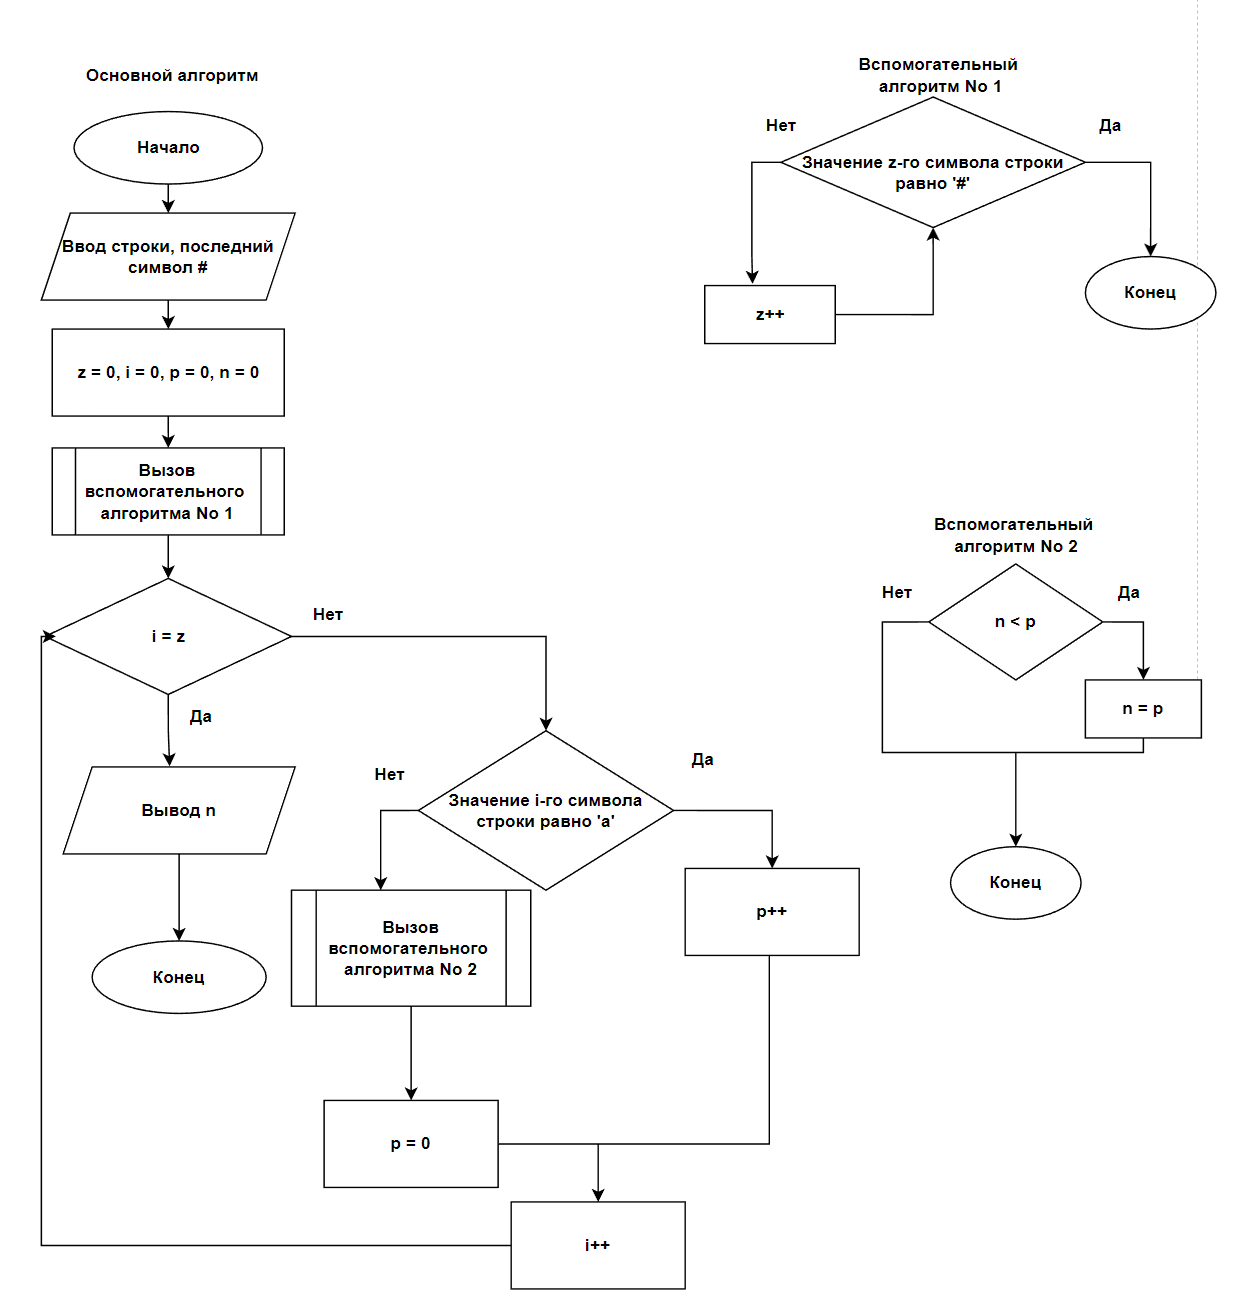 Основной алгоритм
Начало
Ввод строки, последний
символ #
z = 0, i = 0, p = 0, n = 0
Вызов
вспомогательного
алгоритма No 1
i = z
Нет
Да
Вывод n
Конец
Значение i-го символа
строки равно 'a'
Нет
Да
Вызов
вспомогательного
алгоритма No 2
p++
p = 0
i++
Вспомогательный
алгоритм No 1
Нет
Да
Значение z-го символа строки
равно '#'
z++
Конец
Вспомогательный
алгоритм No 2
Нет
Да
n < p
n = p
Конец